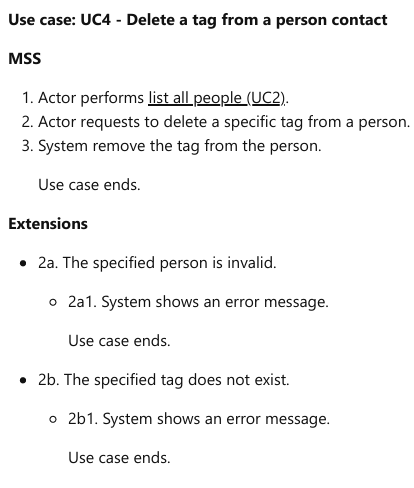 Use case: UC4 - Delete a tag from a person contact
MSS
1. Actor performs list all people (UC2).
2. Actor requests to delete a specific tag from a person.
3. System remove the tag from the person.
Use case ends.
Extensions
• 2a. The specified person is invalid.
◦ 2a1. System shows an error message.
Use case ends.
• 2b. The specified tag does not exist.
◦ 2b1. System shows an error message.
Use case ends.